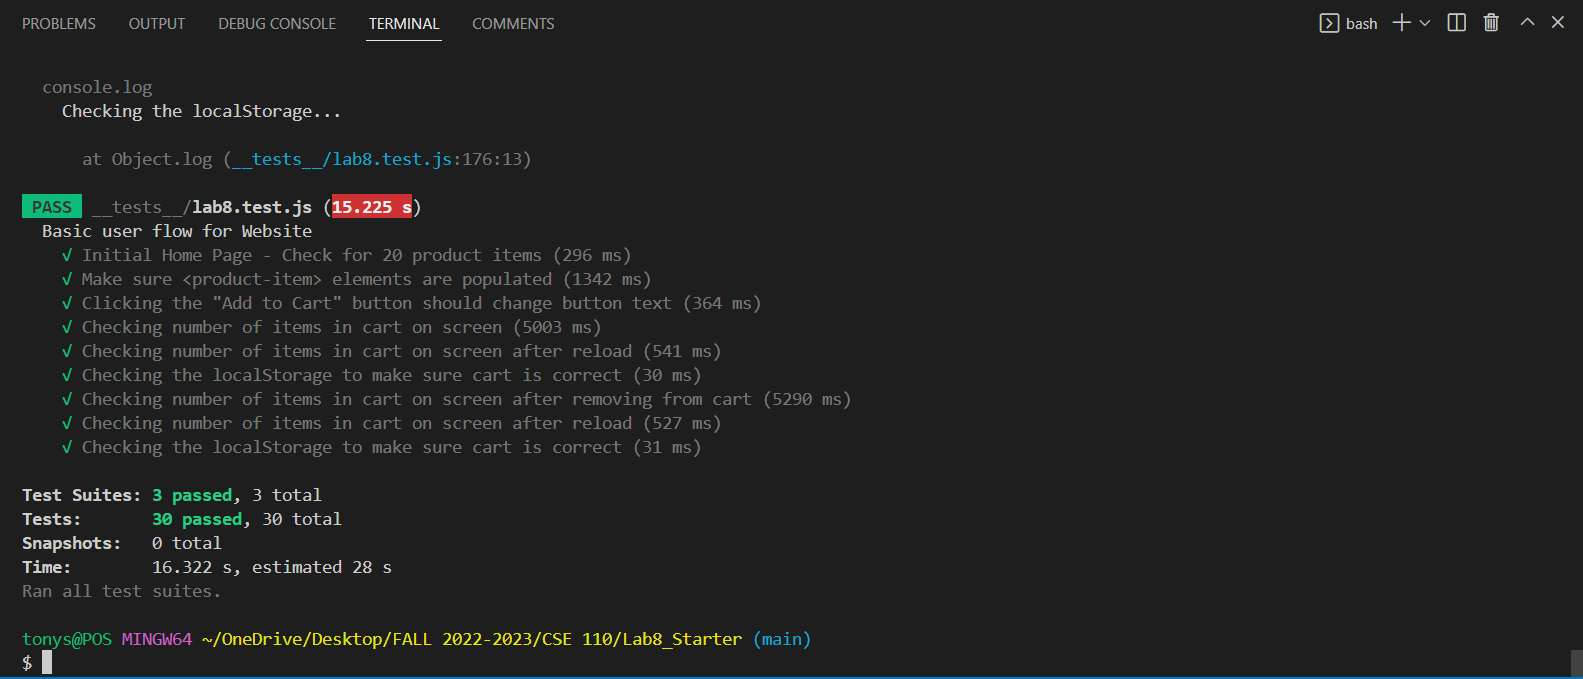 PROBLEMS OUTPUT DEBUG CONSOLE TERMINAL COMMENTS bash
console.log
Checking the localStorage...
at Object.log (__tests__/lab8.test.js:176:13)
PASS __tests__/lab8.test.js (15.225 s)
Basic user flow for Website
√ Initial Home Page - Check for 20 product items (296 ms)
√ Make sure <product-item> elements are populated (1342 ms)
√ Clicking the "Add to Cart" button should change button text (364 ms)
√ Checking number of items in cart on screen (5003 ms)
√ Checking number of items in cart on screen after reload (541 ms)
√ Checking the localStorage to make sure cart is correct (30 ms)
√ Checking number of items in cart on screen after removing from cart (5290 ms)
√ Checking number of items in cart on screen after reload (527 ms)
√ Checking the localStorage to make sure cart is correct (31 ms)
Test Suites: 3 passed, 3 total
Tests: 30 passed, 30 total
Snapshots: 0 total
Time: 16.322 s, estimated 28 s
Ran all test suites.
tonys@POS MINGW64 ~/OneDrive/Desktop/FALL 2022-2023/CSE 110/Lab8_Starter (main)
$